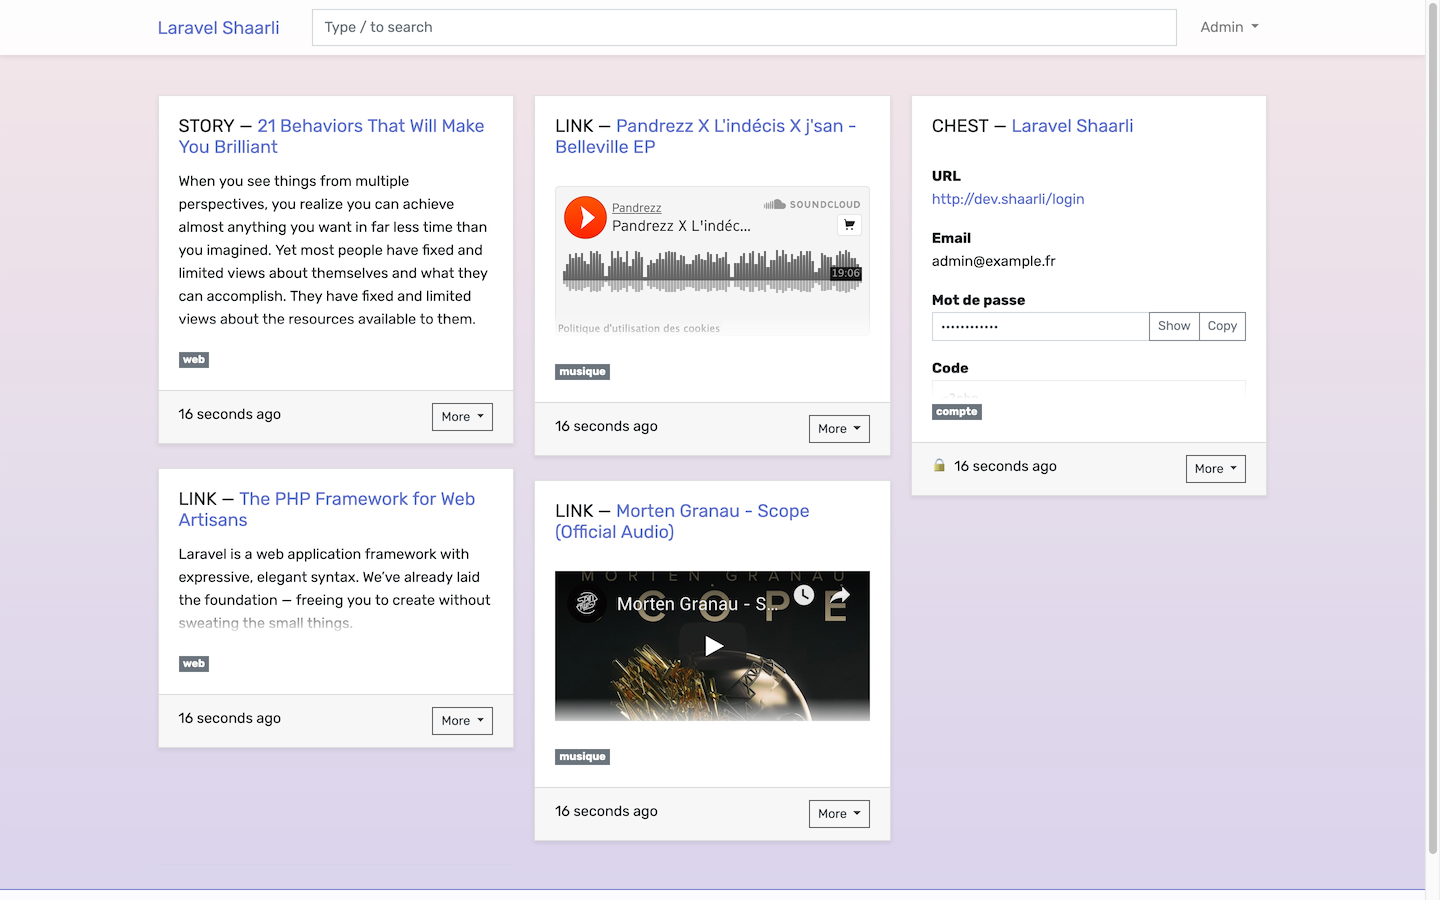 Laravel Shaarli
Type / to search
Admin
STORY — 21 Behaviors That Will Make
You Brilliant
When you see things from multiple
perspectives, you realize you can achieve
almost anything you want in far less time than
you imagined. Yet most people have fixed and
limited views about themselves and what they
can accomplish. They have fixed and limited
views about the resources available to them.
web
16 seconds ago
More
LINK — The PHP Framework for Web
Artisans
Laravel is a web application framework with
expressive, elegant syntax. We've already laid
the foundation — freeing you to create without
sweating the small things.
web
16 seconds ago
More
LINK — Pandrezz X L'indécis X j'san -
Belleville EP
Pandrezz
SOUNDCLOUD
Pandrezz X L'indéc...
19:06
Politique d'utilisation des cookies
musique
16 seconds ago
More
LINK — Morten Granau - Scope
(Official Audio)
MORTEN GRANAU
Morten Granau - S...
COPE
musique
16 seconds ago
More
CHEST — Laravel Shaarli
URL
http://dev.shaarli/login
Email
admin@example.fr
Mot de passe
••••••••••••
Show
Copy
Code
compte
16 seconds ago
More